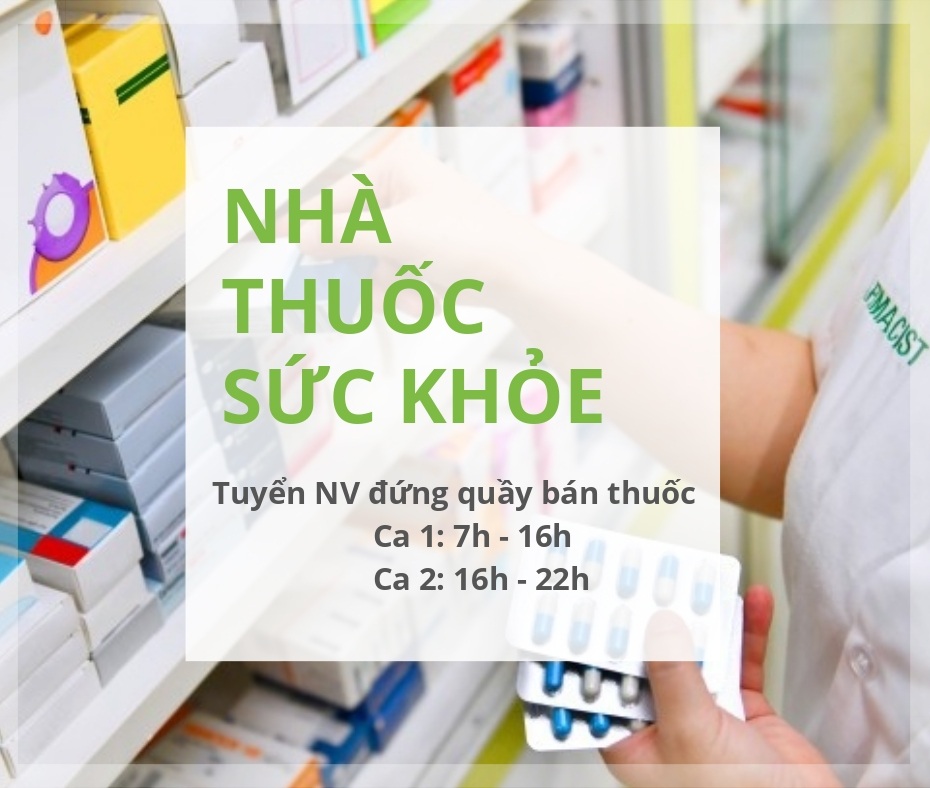 NHÀ
THUỐC
SỨC KHỎE
Tuyển NV đứng quầy bán thuốc
Ca 1: 7h - 16h
Ca 2: 16h - 22h